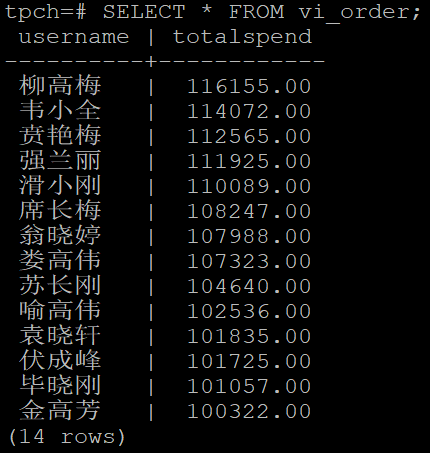 tpch=# SELECT * FROM vi_order;
username | totalspend
----------+------------
柳高梅 | 116155.00
韦小全 | 114072.00
贲艳梅 | 112565.00
强兰丽 | 111925.00
滑小刚 | 110089.00
席长梅 | 108247.00
翁晓婷 | 107988.00
娄高伟 | 107323.00
苏长刚 | 104640.00
喻高伟 | 102536.00
袁晓轩 | 101835.00
伏成峰 | 101725.00
毕晓刚 | 101057.00
金高芳 | 100322.00
(14 rows)